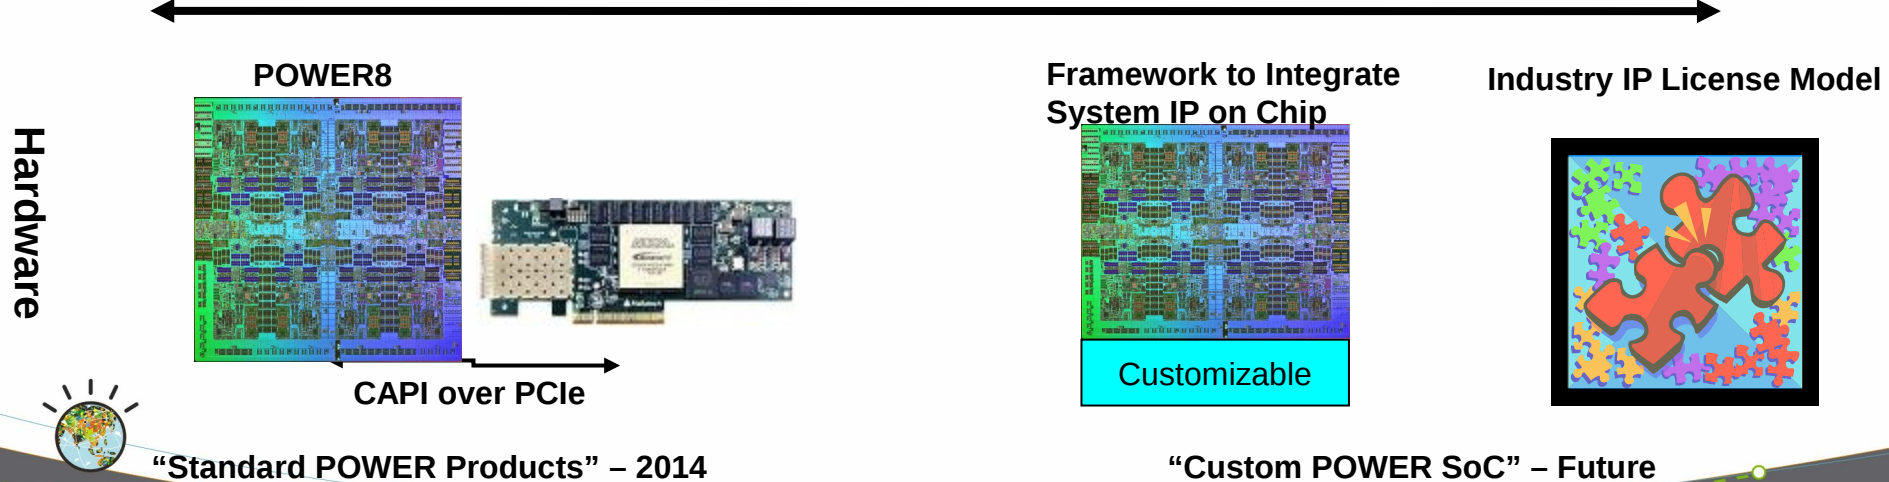 POWER8
Framework to Integrate
System IP on Chip
Industry IP License Model
Hardware
Customizable
CAPI over PCIe
“Standard POWER Products” – 2014
“Custom POWER SoC” – Future